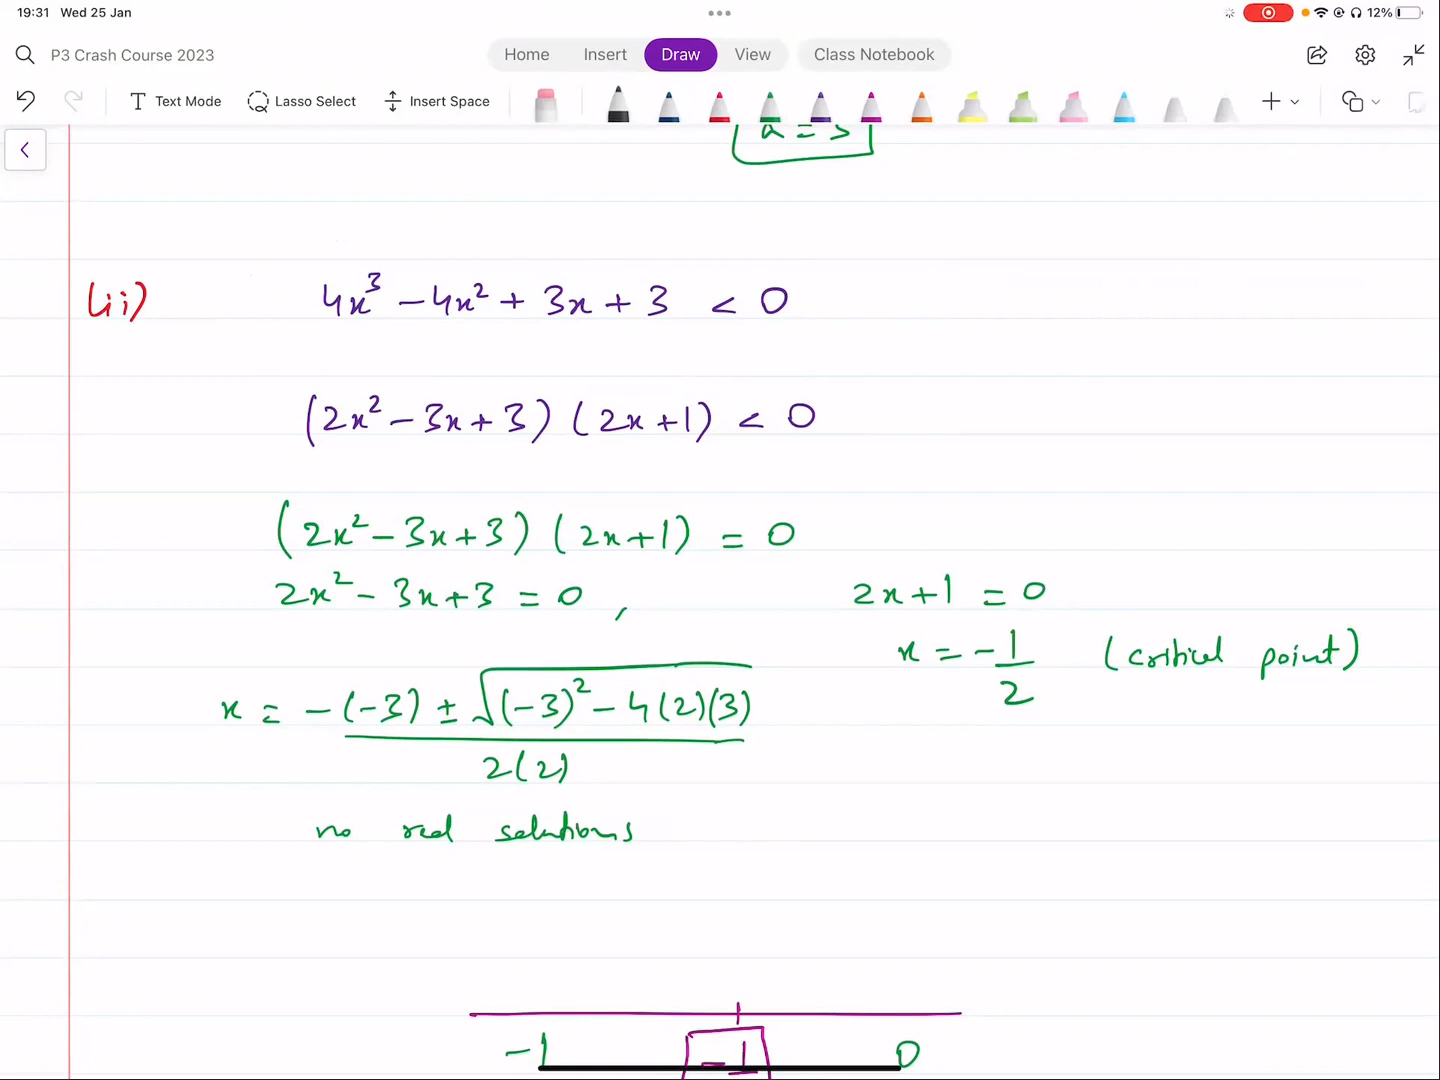 19:31 Wed 25 Jan
12%
P3 Crash Course 2023
Home Insert Draw View Class Notebook
Text Mode Lasso Select Insert Space
(ii) 4x³ - 4x² + 3x + 3 < 0
(2x² - 3x + 3) (2x + 1) < 0
(2x² - 3x + 3) (2x + 1) = 0
2x² - 3x + 3 = 0 , 2x + 1 = 0
x = -1/2 (critical point)
x = -(-3) ± √(-3)² - 4(2)(3)
2(2)
no real solutions
-1 -1 0